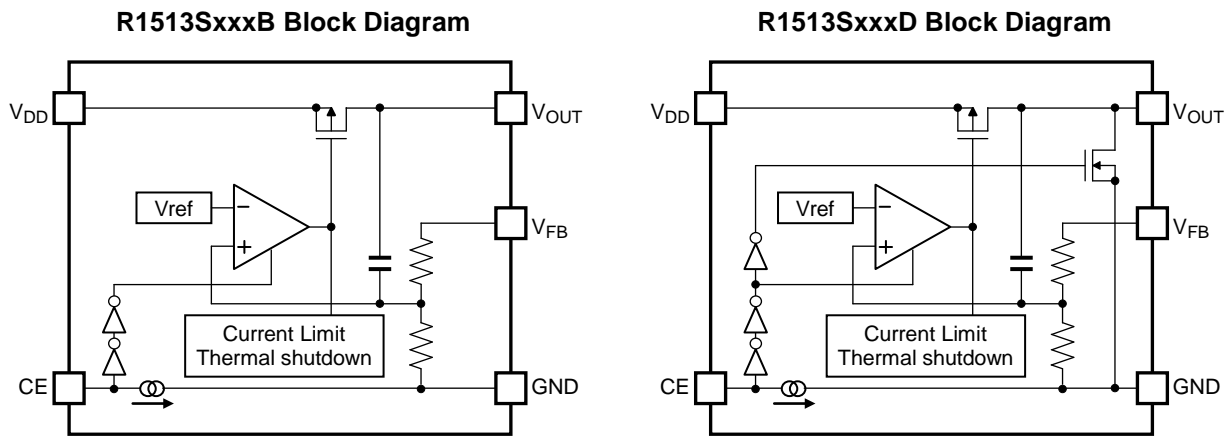 R1513SxxxB Block Diagram
VDD
VOUT
Vref
−
+
VFB
Current Limit
Thermal shutdown
CE
GND
R1513SxxxD Block Diagram
VDD
VOUT
Vref
−
+
VFB
Current Limit
Thermal shutdown
CE
GND